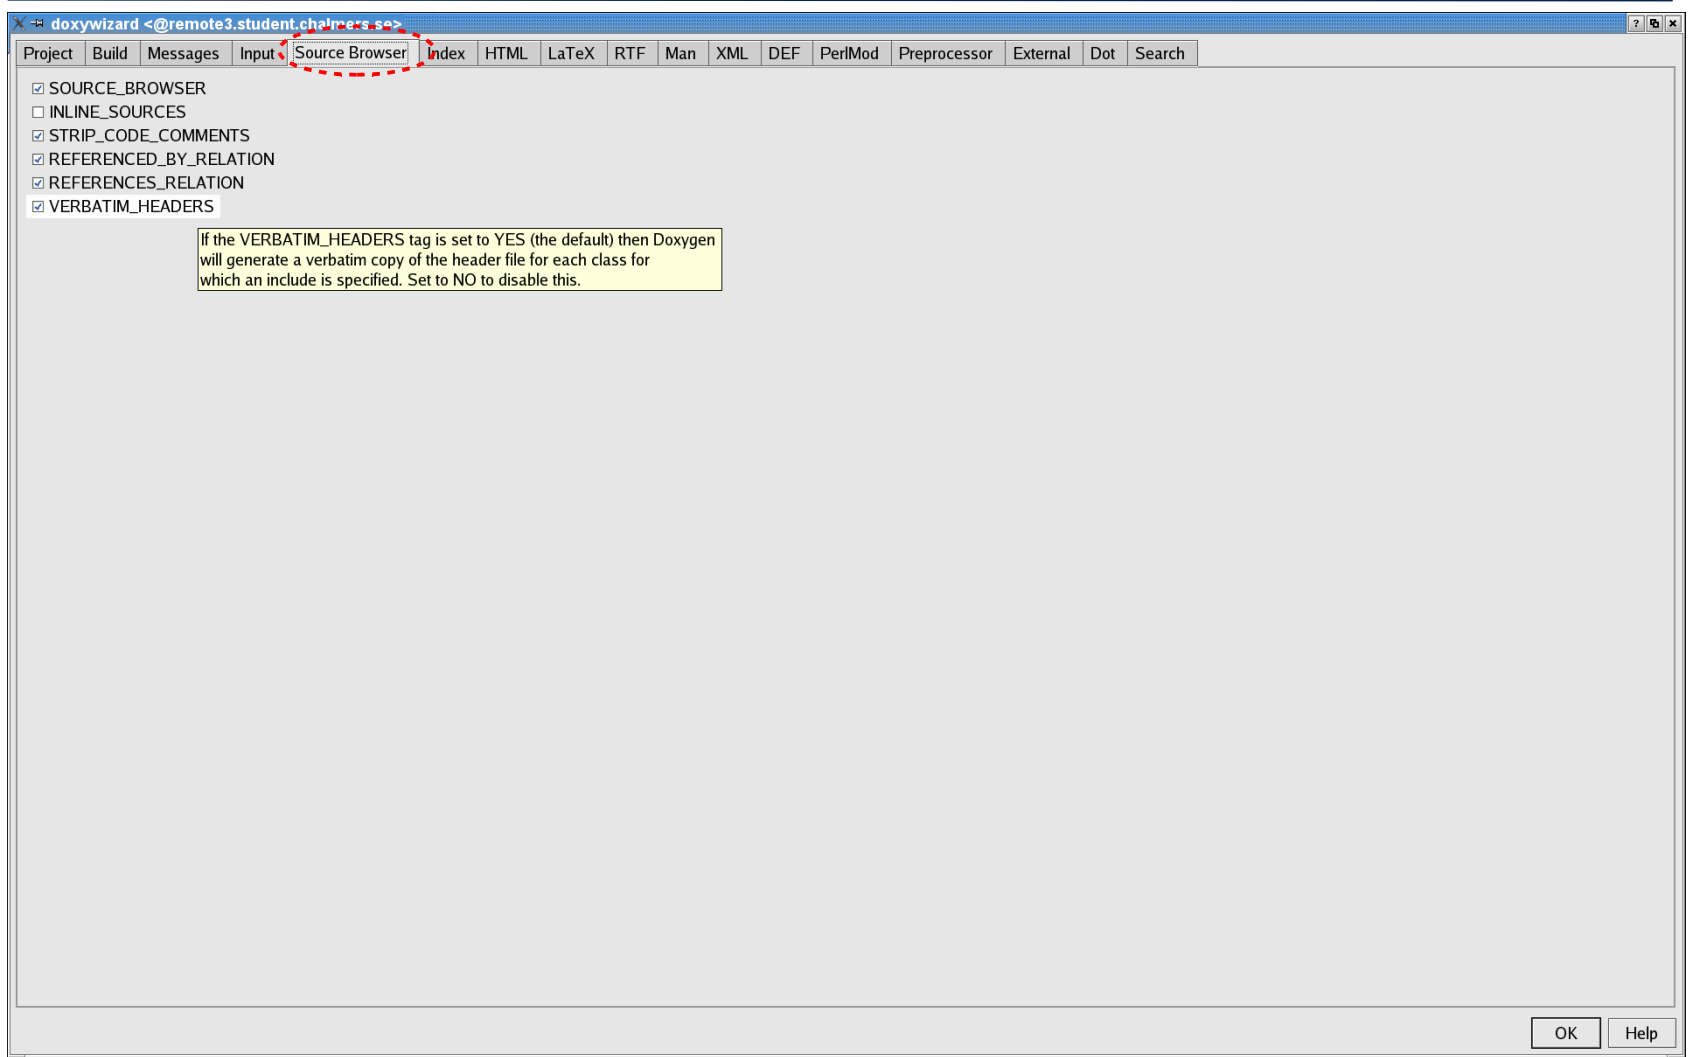 doxywizard <@remote3.student.chalmers.se>
Project Build Messages Input Source Browser Index HTML LaTeX RTF Man XML DEF PerlMod Preprocessor External Dot Search
SOURCE_BROWSER
INLINE_SOURCES
STRIP_CODE_COMMENTS
REFERENCED_BY_RELATION
REFERENCES_RELATION
VERBATIM_HEADERS
If the VERBATIM_HEADERS tag is set to YES (the default) then Doxygen
will generate a verbatim copy of the header file for each class for
which an include is specified. Set to NO to disable this.
OK Help